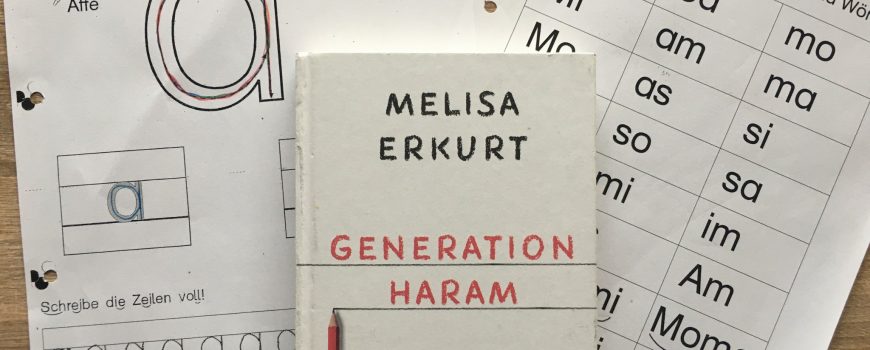 Affe
a
a
Schreibe die Zeilen voll!
MELISA
ERKURT
GENERATION
HARAM
Mo
am
as
so
mi
mo
ma
si
sa
im
Am